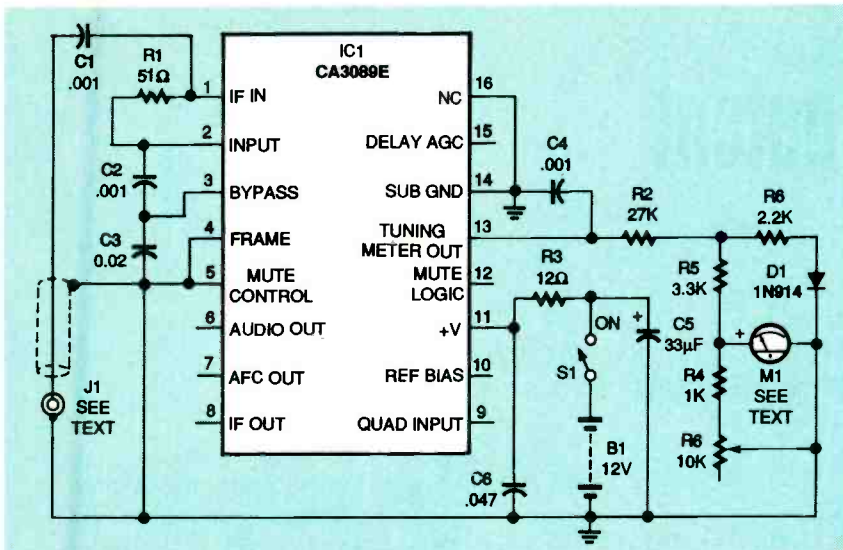 C1
.001
R1
51Ω
C2
.001
C3
0.02
J1
SEE
TEXT
IC1
CA3089E
1 IF IN
2 INPUT
3 BYPASS
4 FRAME
5 MUTE
CONTROL
6 AUDIO OUT
7 AFC OUT
8 IF OUT
16 NC
15 DELAY AGC
14 SUB GND
13 TUNING
METER OUT
12 MUTE
LOGIC
11 +V
10 REF BIAS
9 QUAD INPUT
C4
.001
R2
27K
R6
2.2K
R3
12Ω
R5
3.3K
D1
1N914
ON
+
C5
33µF
S1
+
M1
SEE
TEXT
R4
1K
R6
10K
B1
12V
C6
.047